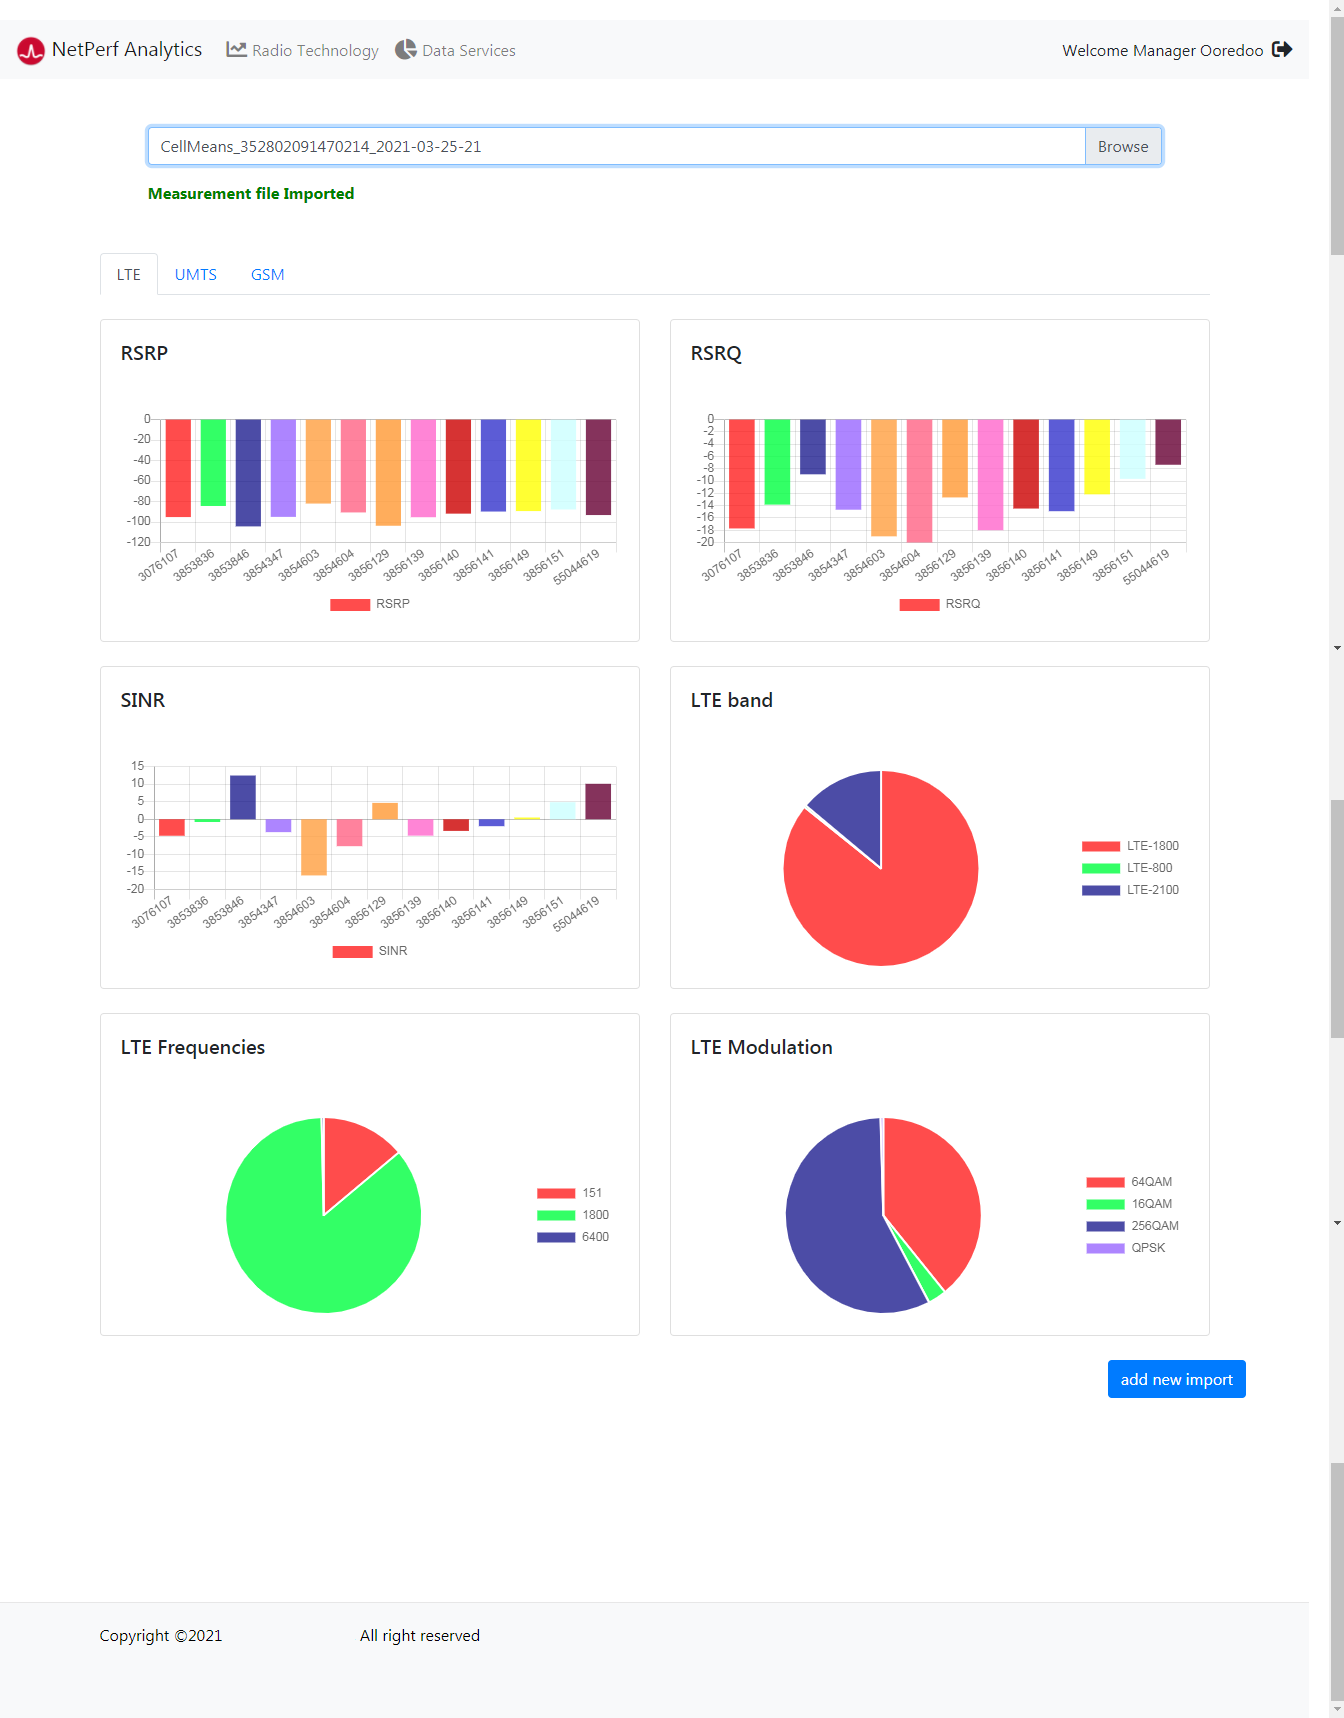 NetPerf Analytics Radio Technology Data Services Welcome Manager Ooredoo
CellMeans_352802091470214_2021-03-25-21 Browse
Measurement file Imported
LTE UMTS GSM
RSRP
0
-20
-40
-60
-80
-100
-120
3076107 3853836 3853846 3854347 3854603 3854604 3856129 3856139 3856140 3856141 3856149 3856151 55044619
RSRP
RSRQ
0
-2
-4
-6
-8
-10
-12
-14
-16
-18
-20
3076107 3853836 3853846 3854347 3854603 3854604 3856129 3856139 3856140 3856141 3856149 3856151 55044619
RSRQ
SINR
15
10
5
0
-5
-10
-15
-20
3076107 3853836 3853846 3854347 3854603 3854604 3856129 3856139 3856140 3856141 3856149 3856151 55044619
SINR
LTE band
LTE-1800
LTE-800
LTE-2100
LTE Frequencies
151
1800
6400
LTE Modulation
64QAM
16QAM
256QAM
QPSK
add new import
Copyright ©2021 All right reserved